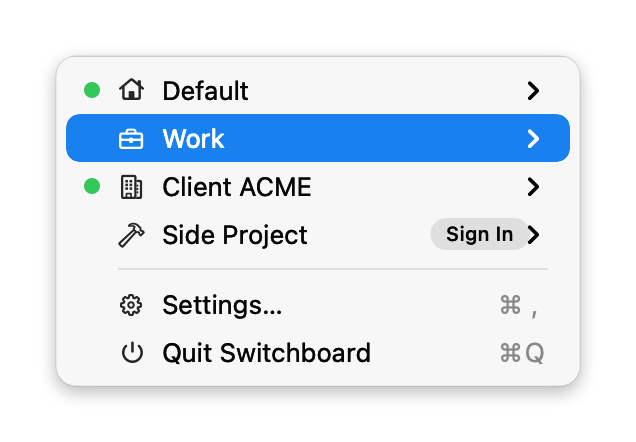 Default
Work
Client ACME
Side Project Sign In
Settings... ⌘ ,
Quit Switchboard ⌘Q